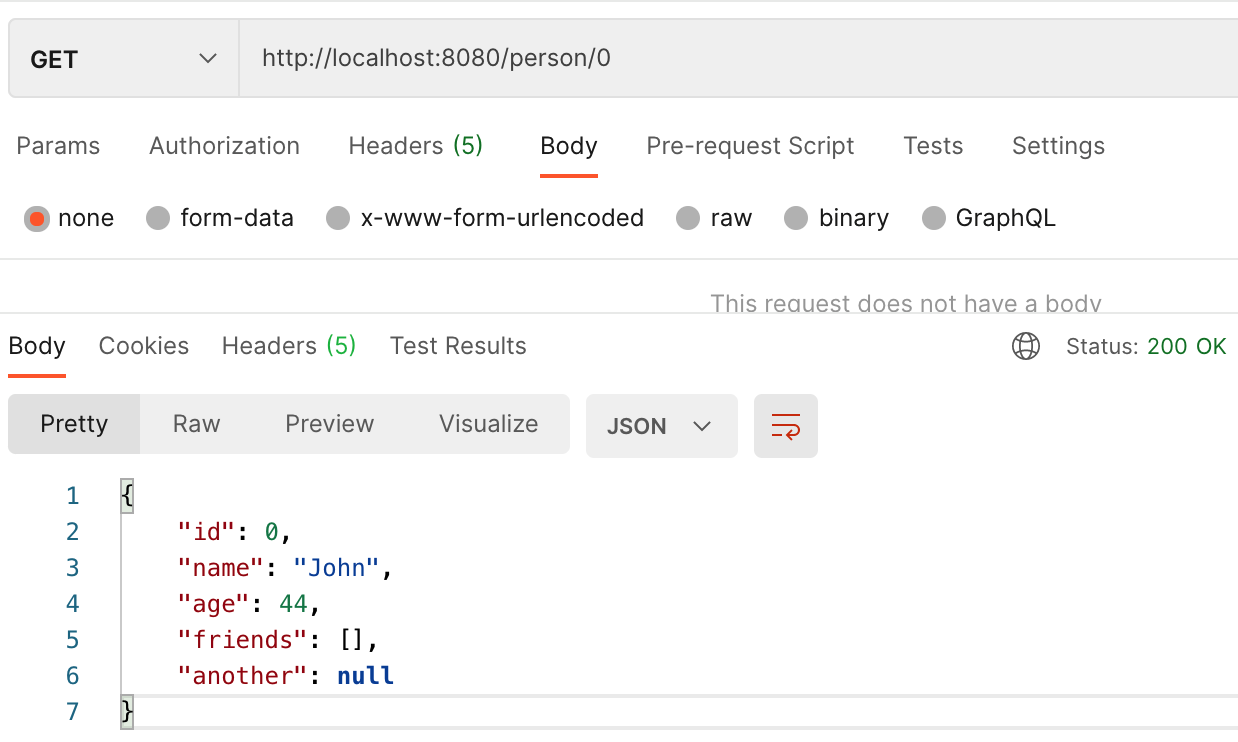 GET http://localhost:8080/person/0
Params Authorization Headers (5) Body Pre-request Script Tests Settings
none form-data x-www-form-urlencoded raw binary GraphQL
This request does not have a body
Body Cookies Headers (5) Test Results Status: 200 OK
Pretty Raw Preview Visualize JSON
1 {
2 "id": 0,
3 "name": "John",
4 "age": 44,
5 "friends": [],
6 "another": null
7 }